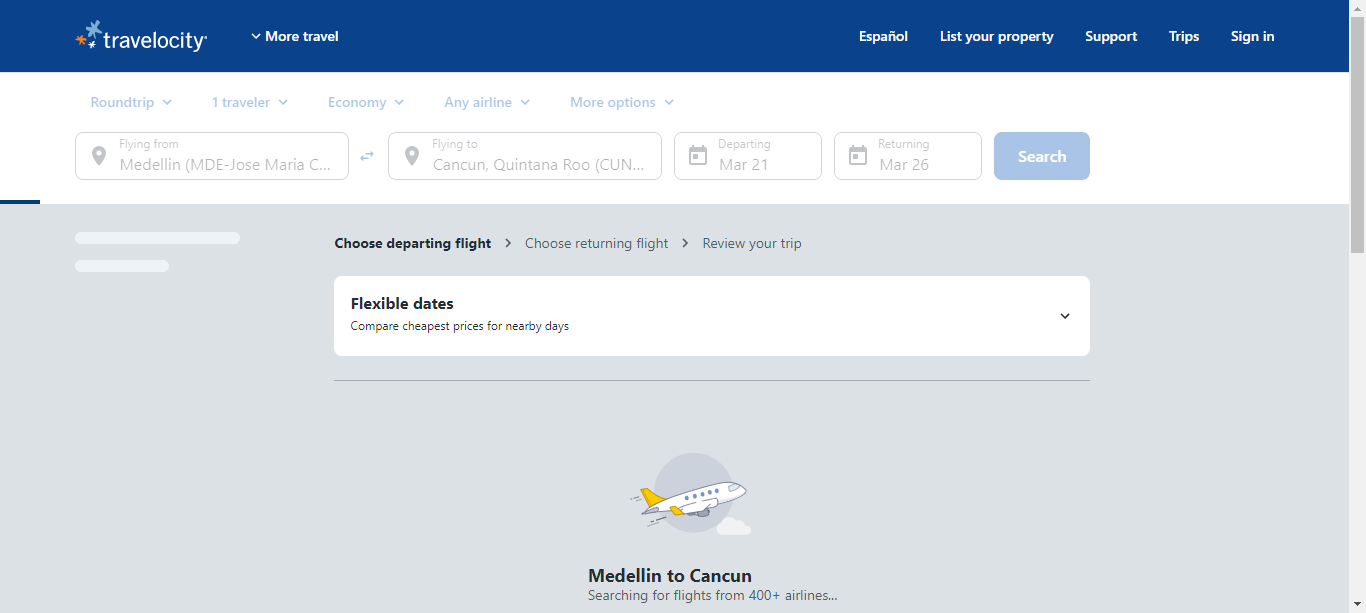 travelocity
More travel
Español
List your property
Support
Trips
Sign in
Roundtrip
1 traveler
Economy
Any airline
More options
Flying from
Medellin (MDE-Jose Maria C...
Flying to
Cancun, Quintana Roo (CUN...
Departing
Mar 21
Returning
Mar 26
Search
Choose departing flight
Choose returning flight
Review your trip
Flexible dates
Compare cheapest prices for nearby days
Medellin to Cancun
Searching for flights from 400+ airlines...